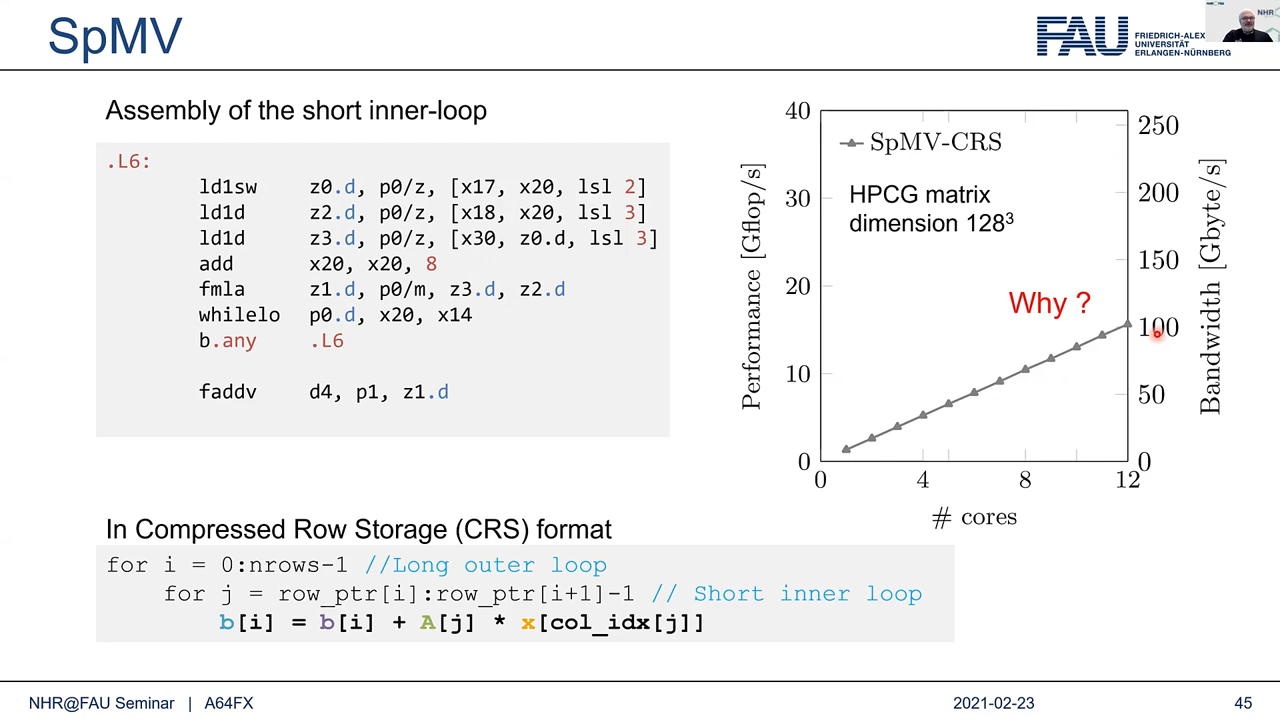 SpMV
FAU
FRIEDRICH-ALEX
UNIVERSITÄT
ERLANGEN-NÜRNBERG
NHR
Assembly of the short inner-loop
.L6:
ld1sw z0.d, p0/z, [x17, x20, lsl 2]
ld1d z2.d, p0/z, [x18, x20, lsl 3]
ld1d z3.d, p0/z, [x30, z0.d, lsl 3]
add x20, x20, 8
fmla z1.d, p0/m, z3.d, z2.d
whilelo p0.d, x20, x14
b.any .L6
faddv d4, p1, z1.d
In Compressed Row Storage (CRS) format
for i = 0:nrows-1 //Long outer loop
for j = row_ptr[i]:row_ptr[i+1]-1 // Short inner loop
b[i] = b[i] + A[j] * x[col_idx[j]]
SpMV-CRS
HPCG matrix
dimension 128³
Why ?
Performance [Gflop/s]
40
30
20
10
0
Bandwidth [Gbyte/s]
250
200
150
100
50
0
0 4 8 12
# cores
NHR@FAU Seminar | A64FX
2021-02-23
45